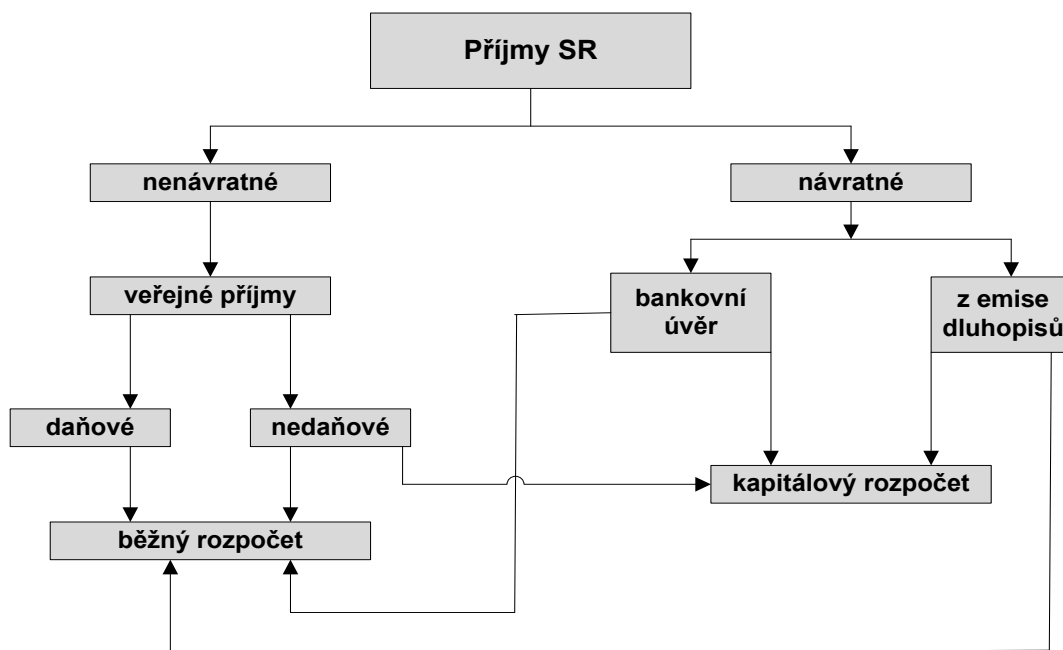 Příjmy SR
nenávratné
návratné
veřejné příjmy
bankovní
úvěr
z emise
dluhopisů
daňové
nedaňové
kapitálový rozpočet
běžný rozpočet